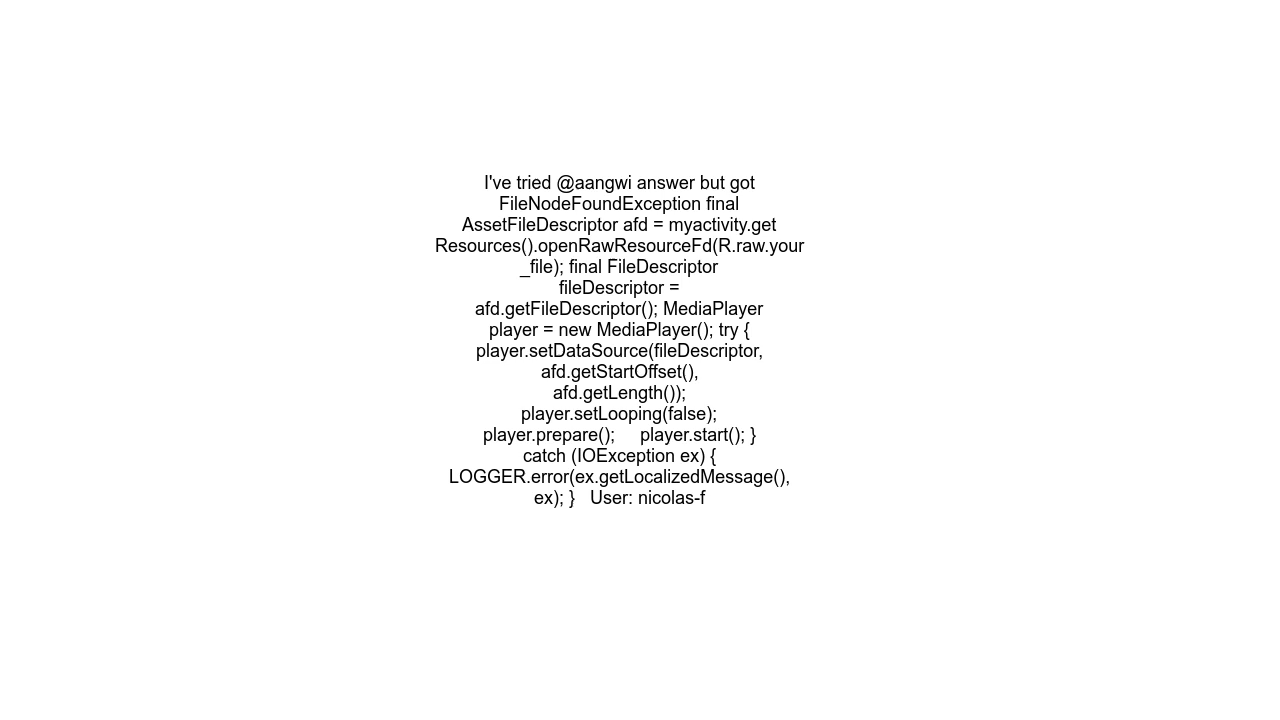 I've tried @aangwi answer but got
FileNodeFoundException final
AssetFileDescriptor afd = myactivity.get
Resources().openRawResourceFd(R.raw.your
_file); final FileDescriptor
fileDescriptor =
afd.getFileDescriptor(); MediaPlayer
player = new MediaPlayer(); try {
player.setDataSource(fileDescriptor,
afd.getStartOffset(),
afd.getLength());
player.setLooping(false);
player.prepare();     player.start(); }
catch (IOException ex) {
LOGGER.error(ex.getLocalizedMessage(),
ex); }   User: nicolas-f